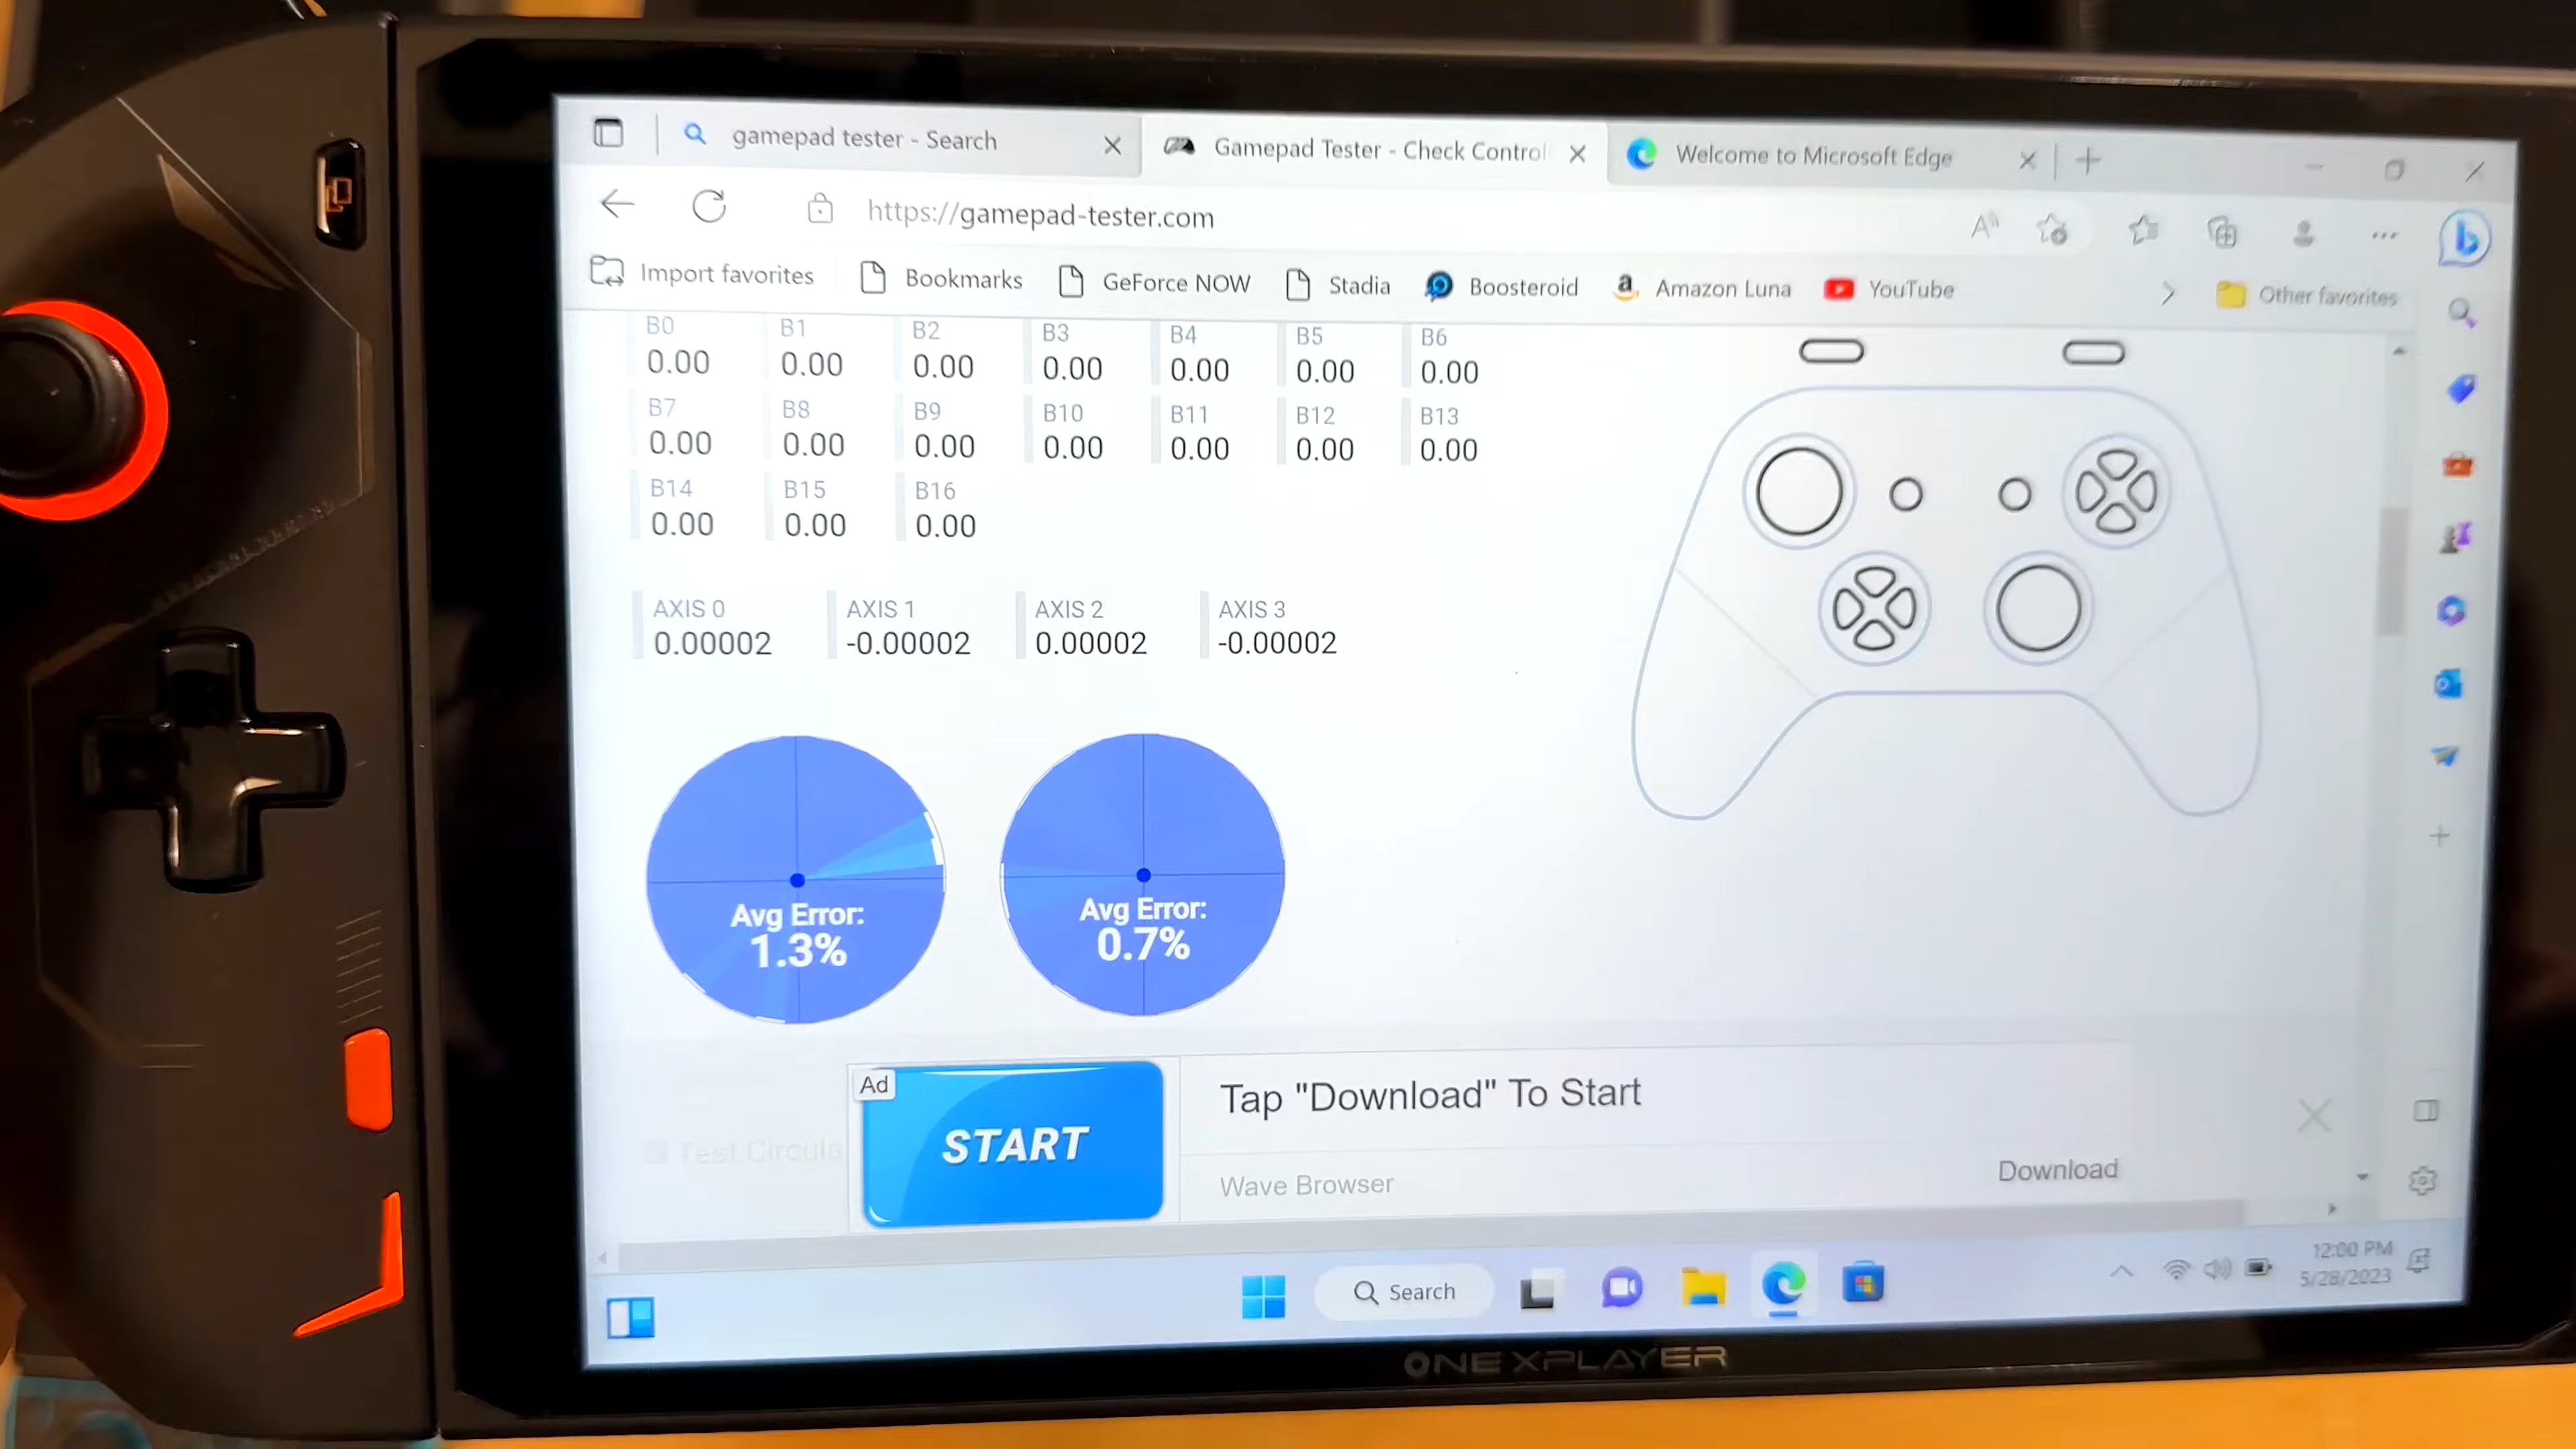 gamepad tester - Search
Gamepad Tester - Check Control
Welcome to Microsoft Edge
https://gamepad-tester.com
Import favorites
Bookmarks
GeForce NOW
Stadia
Boosteroid
Amazon Luna
YouTube
Other favorites
B0 B1 B2 B3 B4 B5 B6
0.00 0.00 0.00 0.00 0.00 0.00 0.00
B7 B8 B9 B10 B11 B12 B13
0.00 0.00 0.00 0.00 0.00 0.00 0.00
B14 B15 B16
0.00 0.00 0.00
AXIS 0 AXIS 1 AXIS 2 AXIS 3
0.00002 -0.00002 0.00002 -0.00002
Avg Error:
1.3%
Avg Error:
0.7%
Test Circula
Ad
START
Tap "Download" To Start
Wave Browser
Download
Search
12:00 PM
5/28/2023
ONEXPLAYER